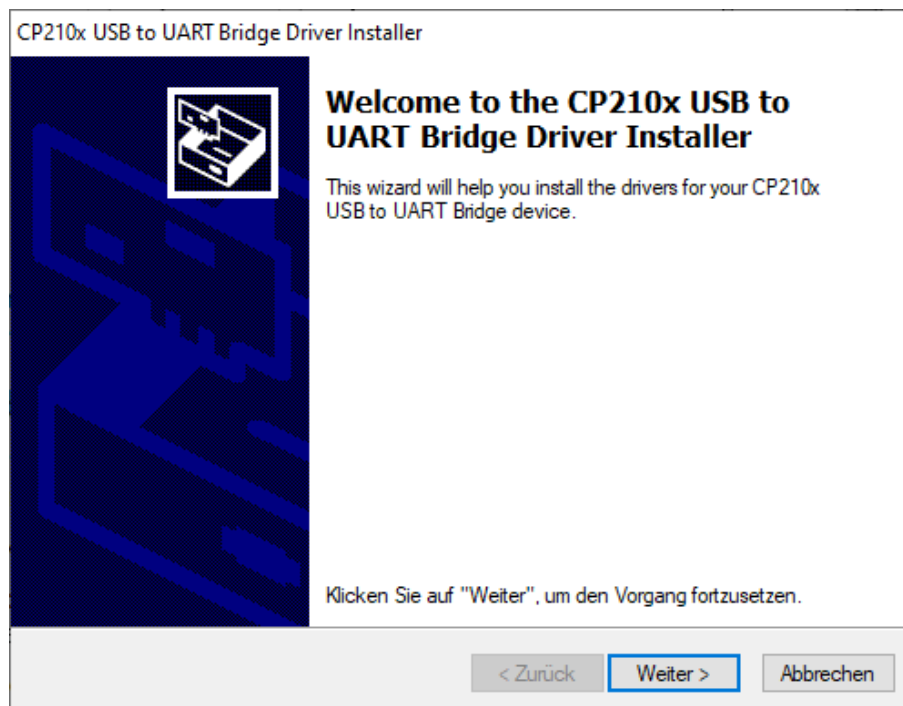 CP210x USB to UART Bridge Driver Installer
Welcome to the CP210x USB to
UART Bridge Driver Installer
This wizard will help you install the drivers for your CP210x
USB to UART Bridge device.
Klicken Sie auf "Weiter", um den Vorgang fortzusetzen.
< Zurück Weiter > Abbrechen